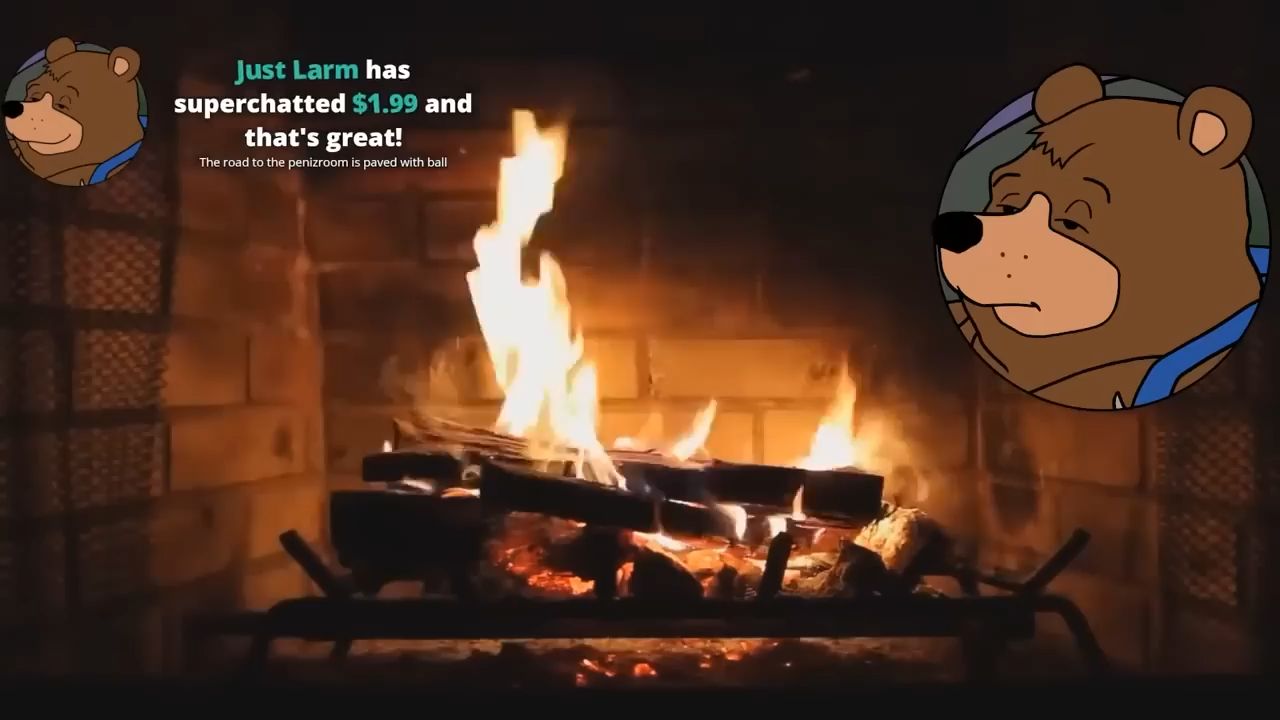 Just Larm has
superchatted $1.99 and
that's great!
The road to the penizroom is paved with ball